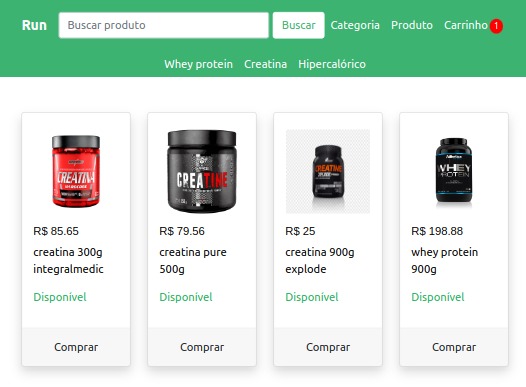 Run Buscar produto Buscar Categoria Produto Carrinho 1
Whey protein Creatina Hipercalórico
CREATINA
HARDCORE
CREATINE
CREATINE
XPLODE
WHEY
PROTEIN
R$ 85.65
creatina 300g
integralmedic
Disponível
Comprar
R$ 79.56
creatina pure
500g
Disponível
Comprar
R$ 25
creatina 900g
explode
Disponível
Comprar
R$ 198.88
whey protein
900g
Disponível
Comprar